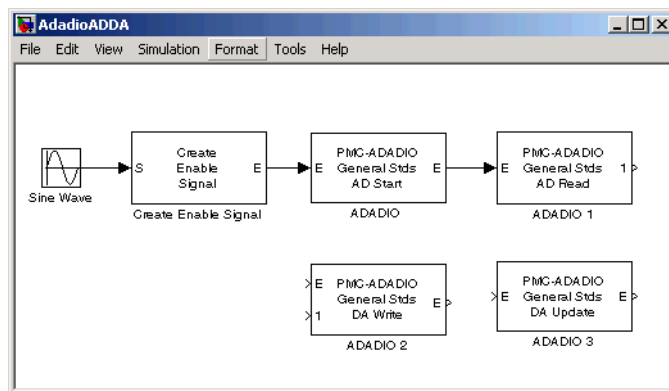 AdadioADDA
File Edit View Simulation Format Tools Help
Create
Enable
Signal
S
E
Sine Wave
Create Enable Signal
PMC-ADADIO
General Stds
AD Start
E
E
ADADIO
PMC-ADADIO
General Stds
AD Read
E
1
ADADIO 1
PMC-ADADIO
General Stds
DA Write
E
1
E
ADADIO 2
PMC-ADADIO
General Stds
DA Update
E
E
ADADIO 3